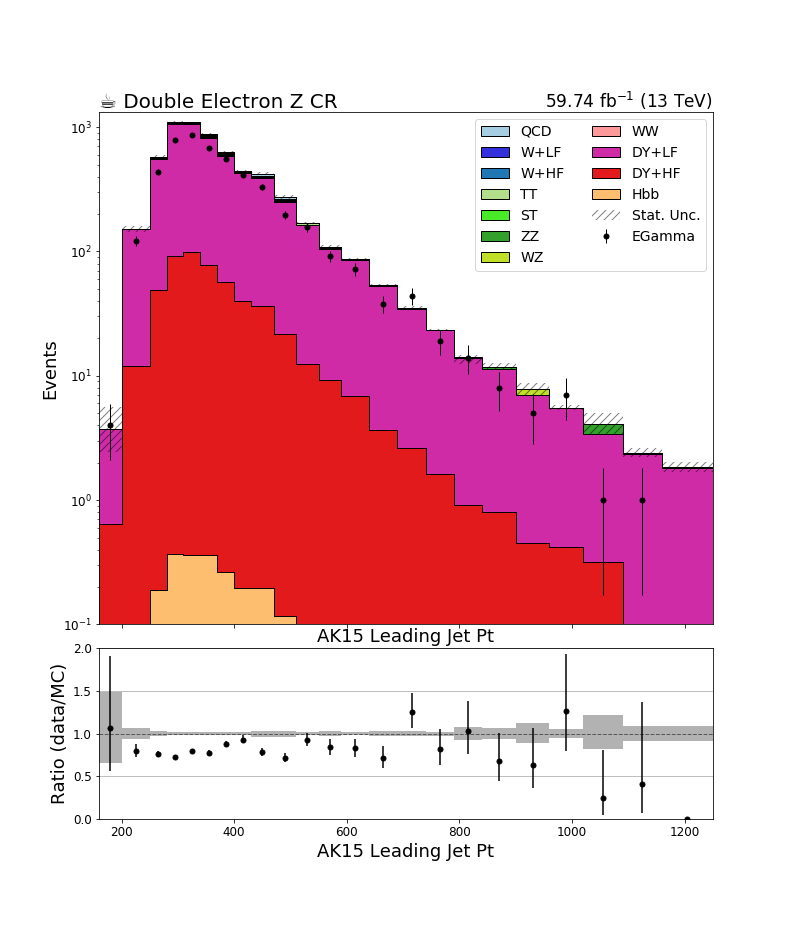 ☕ Double Electron Z CR 59.74 fb⁻¹ (13 TeV)
QCD WW
W+LF DY+LF
W+HF DY+HF
TT Hbb
ST Stat. Unc.
ZZ EGamma
WZ
Events
10³
10²
10¹
10⁰
10⁻¹
AK15 Leading Jet Pt
Ratio (data/MC)
2.0
1.5
1.0
0.5
0.0
200 400 600 800 1000 1200
AK15 Leading Jet Pt